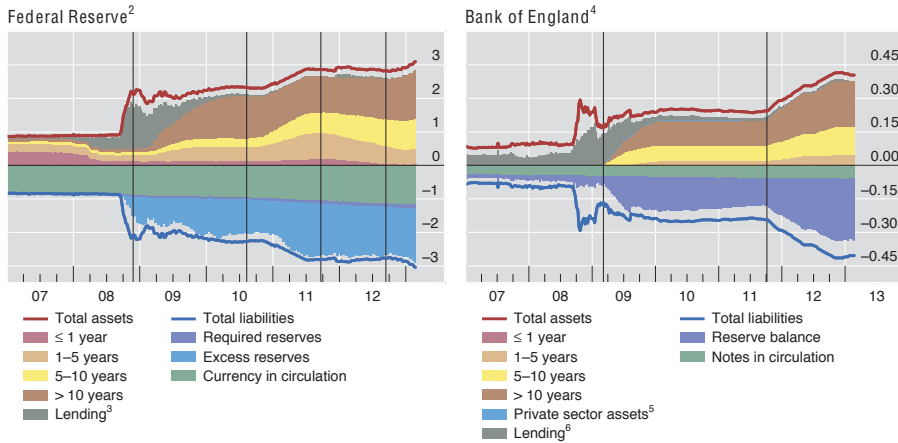 Federal Reserve2
3
2
1
0
–1
–2
–3
07 08 09 10 11 12
Total assets
≤ 1 year
1–5 years
5–10 years
> 10 years
Lending3
Total liabilities
Required reserves
Excess reserves
Currency in circulation
Bank of England4
0.45
0.30
0.15
0.00
–0.15
–0.30
–0.45
07 08 09 10 11 12 13
Total assets
≤ 1 year
1–5 years
5–10 years
> 10 years
Private sector assets5
Lending6
Total liabilities
Reserve balance
Notes in circulation